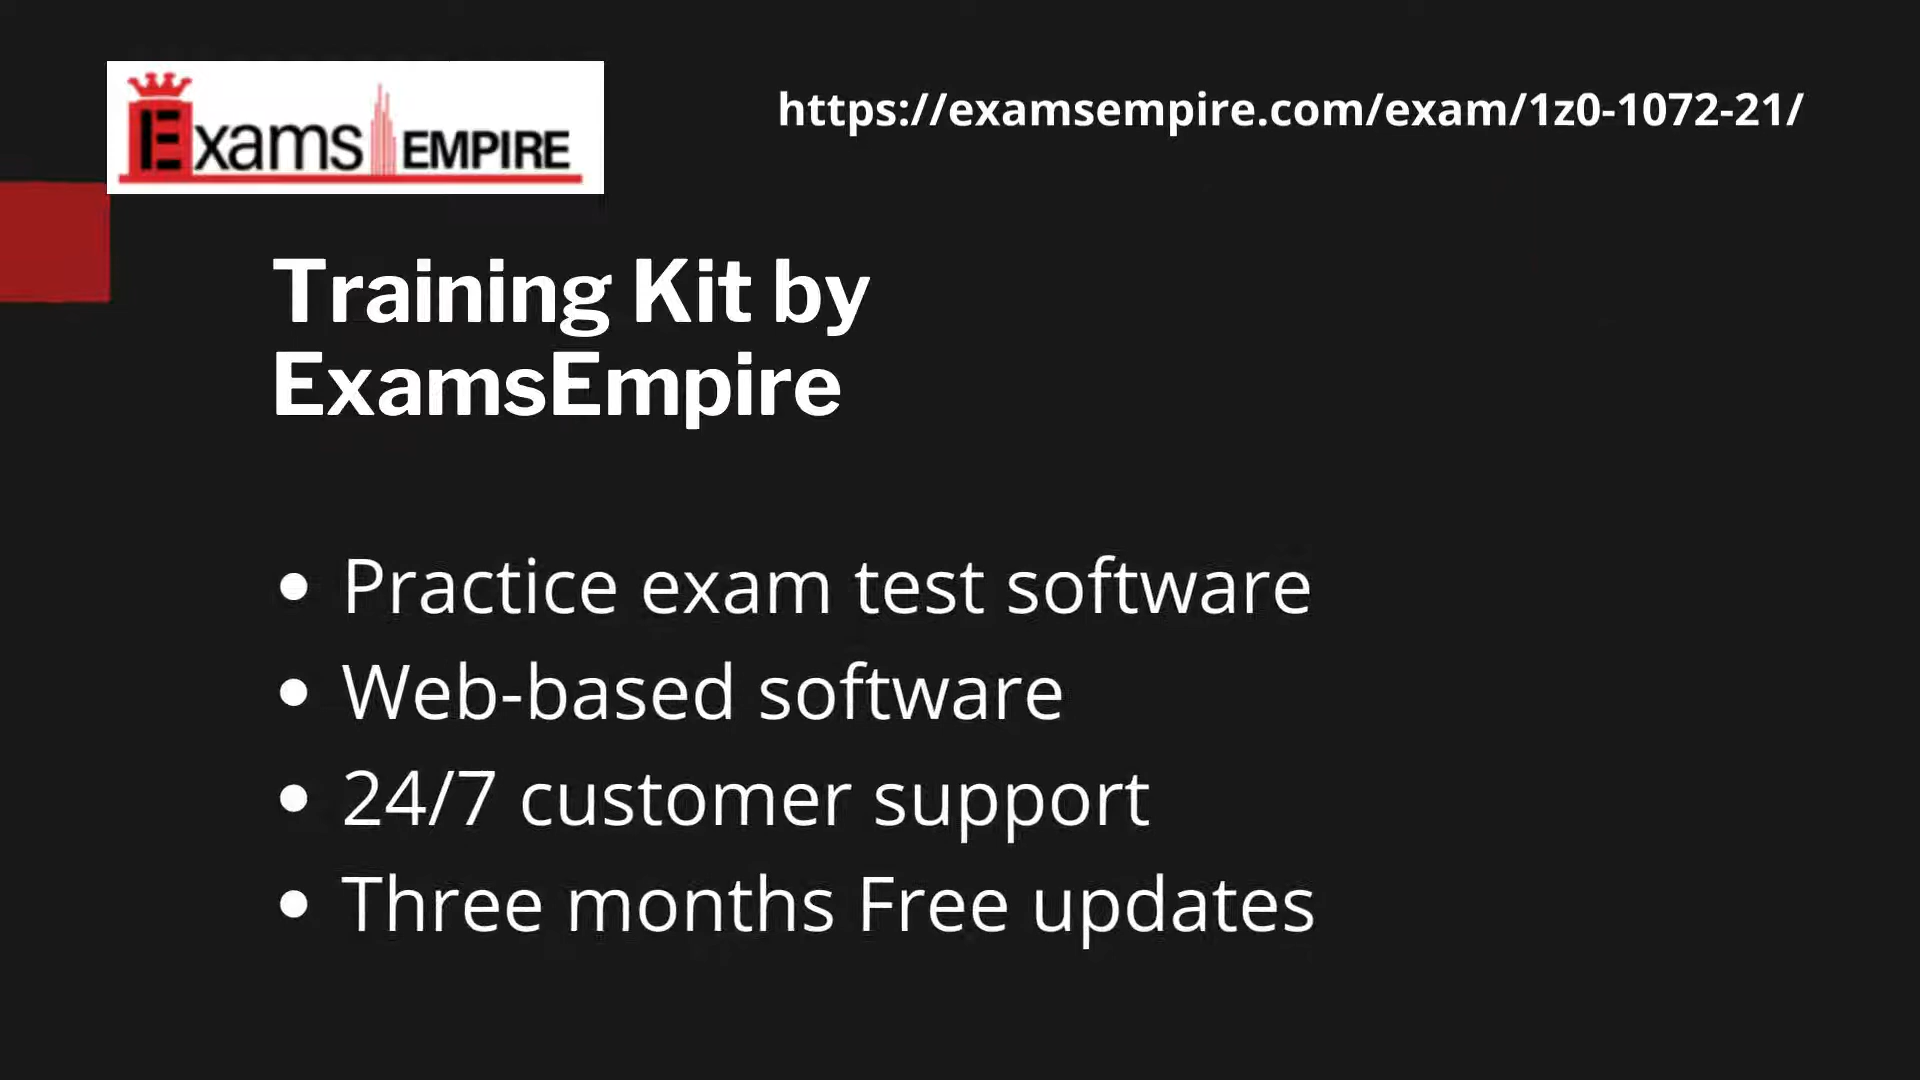 Exams EMPIRE
https://examsempire.com/exam/1z0-1072-21/
Training Kit by
ExamsEmpire
• Practice exam test software
• Web-based software
• 24/7 customer support
• Three months Free updates